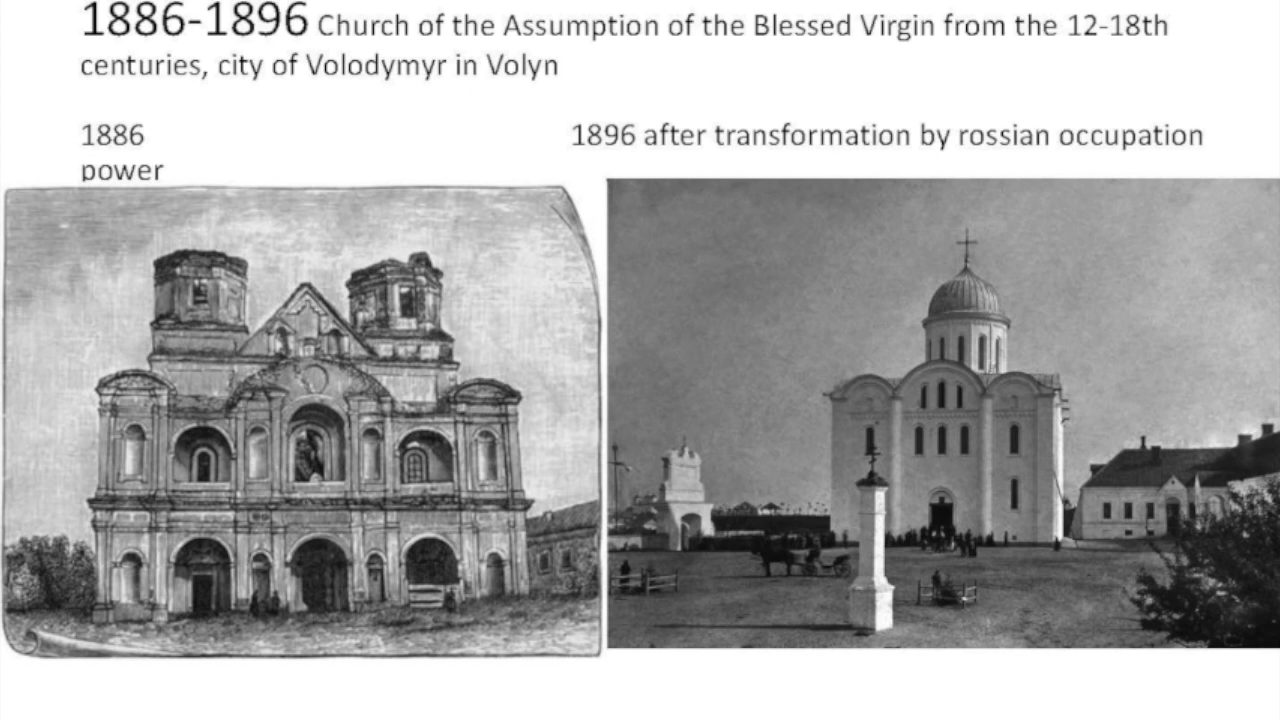 1886-1896 Church of the Assumption of the Blessed Virgin from the 12-18th
centuries, city of Volodymyr in Volyn
1886 1896 after transformation by rossian occupation
power